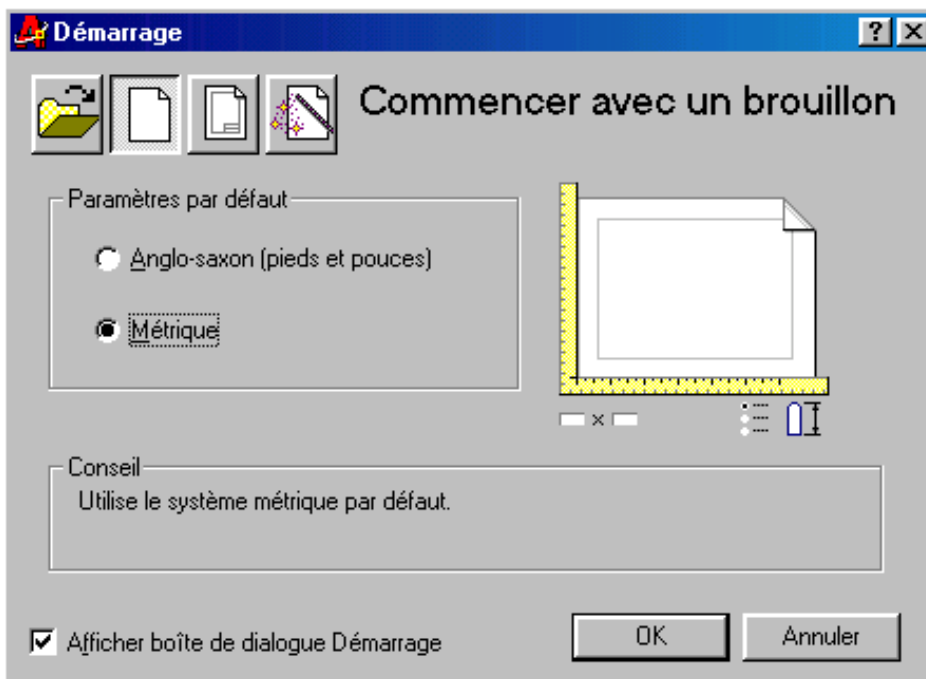 Démarrage
Commencer avec un brouillon
Paramètres par défaut
Anglo-saxon (pieds et pouces)
Métrique
Conseil
Utilise le système métrique par défaut.
Afficher boîte de dialogue Démarrage
OK
Annuler